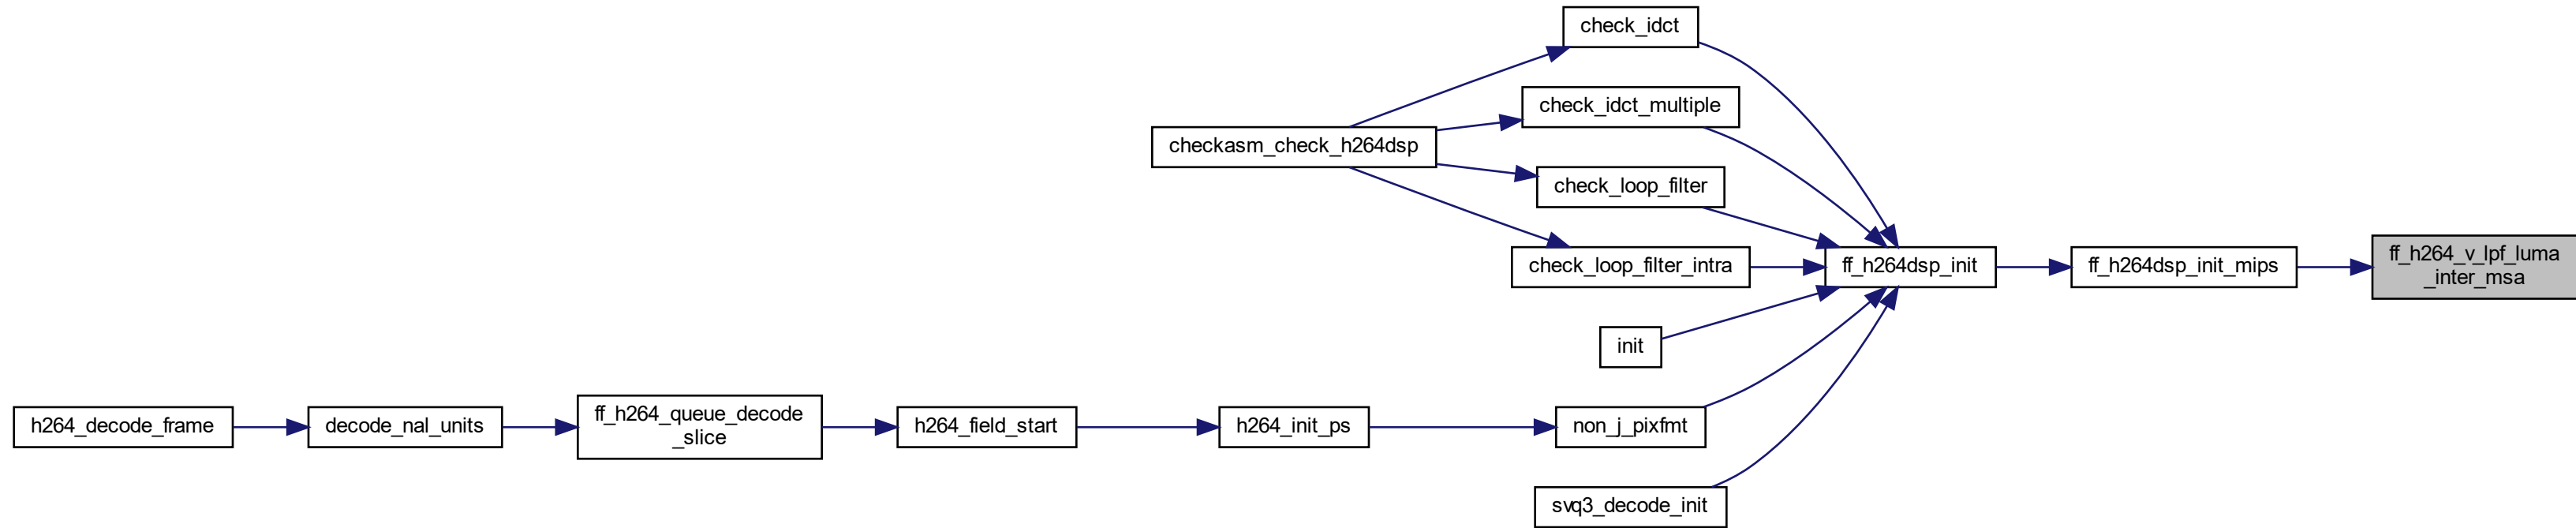 check_idct
check_idct_multiple
checkasm_check_h264dsp
check_loop_filter
ff_h264_v_lpf_luma
_inter_msa
check_loop_filter_intra
ff_h264dsp_init
ff_h264dsp_init_mips
init
h264_decode_frame
decode_nal_units
ff_h264_queue_decode
_slice
h264_field_start
h264_init_ps
non_j_pixfmt
svq3_decode_init